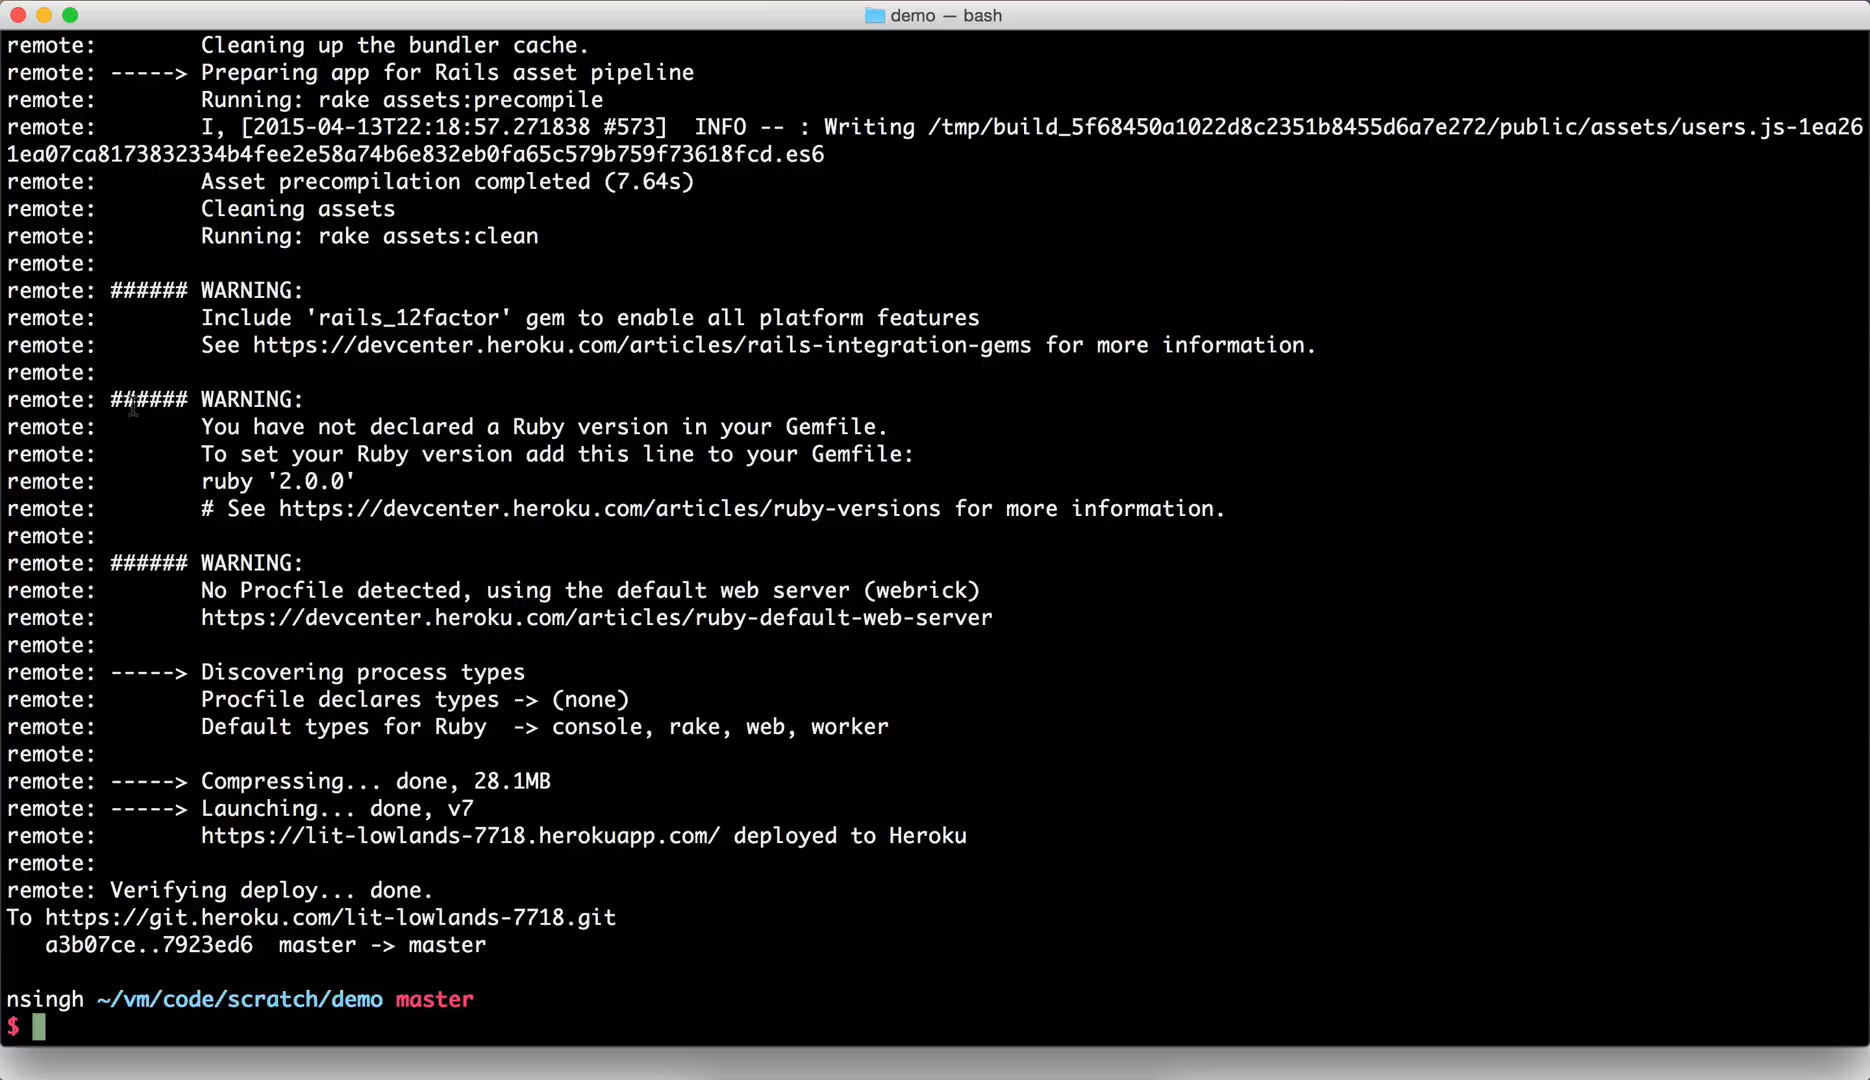 demo — bash
remote:        Cleaning up the bundler cache.
remote: -----> Preparing app for Rails asset pipeline
remote:        Running: rake assets:precompile
remote:        I, [2015-04-13T22:18:57.271838 #573]  INFO -- : Writing /tmp/build_5f68450a1022d8c2351b8455d6a7e272/public/assets/users.js-1ea26
1ea07ca8173832334b4fee2e58a74b6e832eb0fa65c579b759f73618fcd.es6
remote:        Asset precompilation completed (7.64s)
remote:        Cleaning assets
remote:        Running: rake assets:clean
remote:
remote: ###### WARNING:
remote:        Include 'rails_12factor' gem to enable all platform features
remote:        See https://devcenter.heroku.com/articles/rails-integration-gems for more information.
remote:
remote: ###### WARNING:
remote:        You have not declared a Ruby version in your Gemfile.
remote:        To set your Ruby version add this line to your Gemfile:
remote:        ruby '2.0.0'
remote:        # See https://devcenter.heroku.com/articles/ruby-versions for more information.
remote:
remote: ###### WARNING:
remote:        No Procfile detected, using the default web server (webrick)
remote:        https://devcenter.heroku.com/articles/ruby-default-web-server
remote:
remote: -----> Discovering process types
remote:        Procfile declares types -> (none)
remote:        Default types for Ruby  -> console, rake, web, worker
remote:
remote: -----> Compressing... done, 28.1MB
remote: -----> Launching... done, v7
remote:        https://lit-lowlands-7718.herokuapp.com/ deployed to Heroku
remote:
remote: Verifying deploy... done.
To https://git.heroku.com/lit-lowlands-7718.git
   a3b07ce..7923ed6  master -> master
nsingh ~/vm/code/scratch/demo master
$